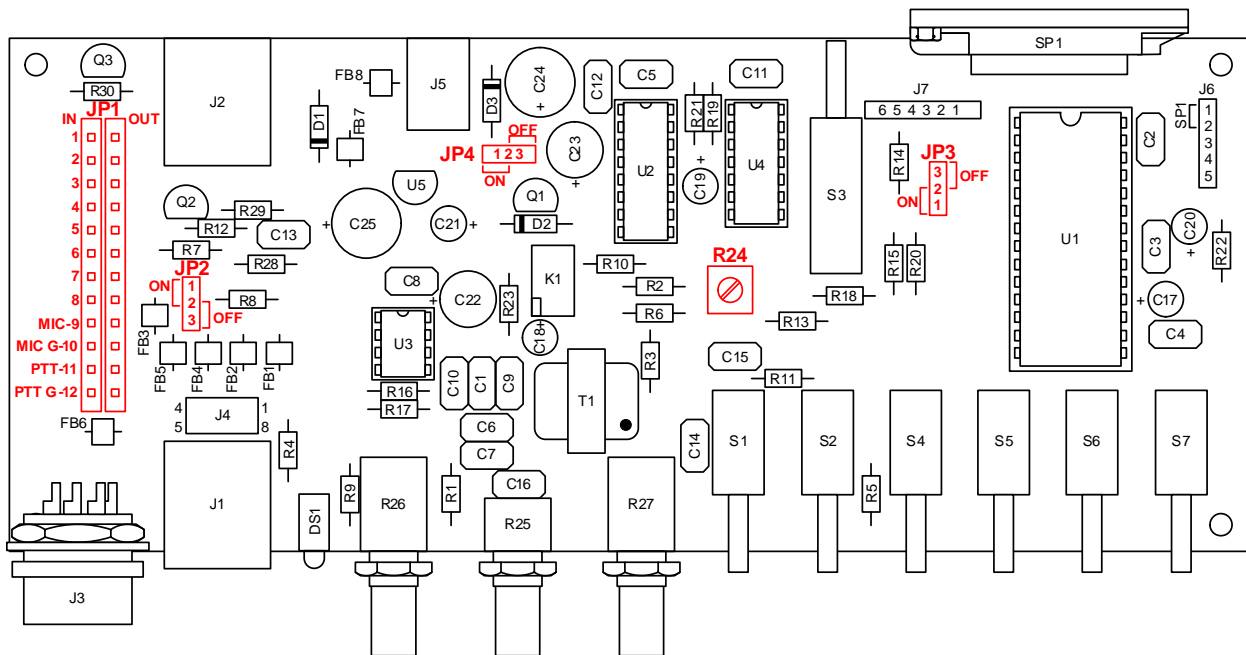 SP1
Q3
J2
FB8
J5
D3
C24
C12
C5
C11
R30
JP1
IN
OUT
D1
FB7
OFF
JP4
1 2 3
ON
C23
R21
R19
U2
U4
C19
S3
J7
6 5 4 3 2 1
R14
JP3
3
2
1
OFF
ON
C2
J6
SP1
1
2
3
4
5
1
2
3
4
5
6
7
8
MIC-9
MIC G-10
PTT-11
PTT G-12
Q2
R29
R12
C13
R7
R28
JP2
ON
1
2
3
OFF
R8
U5
C25
+
C21
+
Q1
D2
+
+
C8
+
C22
R23
K1
C18
+
R10
R2
R6
R3
R24
R13
R18
R15
R20
U1
C3
C20
+
R22
+
C17
C4
FB3
FB5
FB4
FB2
FB1
U3
R16
R17
C10
C1
C9
T1
C15
R11
FB6
4
5
J4
1
8
C6
C7
C14
S1
S2
S4
S5
S6
S7
J1
R4
DS1
R9
R26
R1
C16
R25
R27
R5
J3